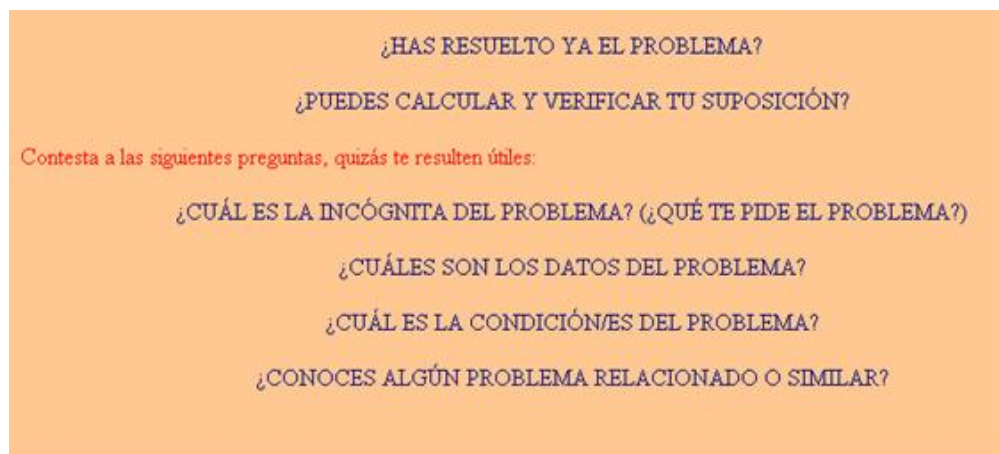 ¿HAS RESUELTO YA EL PROBLEMA?
¿PUEDES CALCULAR Y VERIFICAR TU SUPOSICIÓN?
Contesta a las siguientes preguntas, quizás te resulten útiles:
¿CUÁL ES LA INCÓGNITA DEL PROBLEMA? (¿QUÉ TE PIDE EL PROBLEMA?)
¿CUÁLES SON LOS DATOS DEL PROBLEMA?
¿CUÁL ES LA CONDICIÓN/ES DEL PROBLEMA?
¿CONOCES ALGÚN PROBLEMA RELACIONADO O SIMILAR?